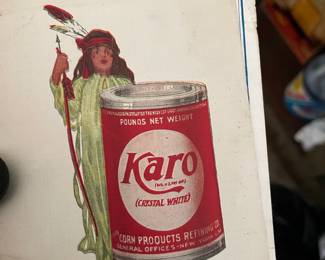 POUNDS NET WEIGHT
Karo
(CRYSTAL WHITE)
CORN PRODUCTS REFINING CO.
GENERAL OFFICES - NEW YORK